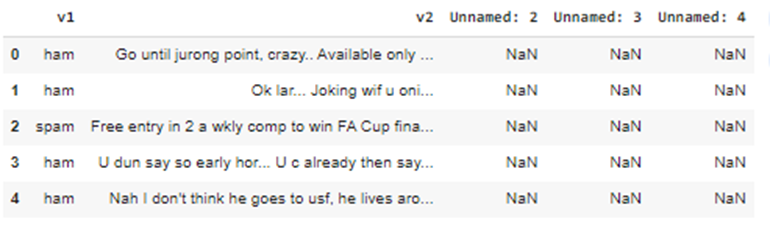 v1 v2 Unnamed: 2 Unnamed: 3 Unnamed: 4
0 ham Go until jurong point, crazy.. Available only ... NaN NaN NaN
1 ham Ok lar... Joking wif u oni... NaN NaN NaN
2 spam Free entry in 2 a wkly comp to win FA Cup fina... NaN NaN NaN
3 ham U dun say so early hor... U c already then say... NaN NaN NaN
4 ham Nah I don't think he goes to usf, he lives aro... NaN NaN NaN